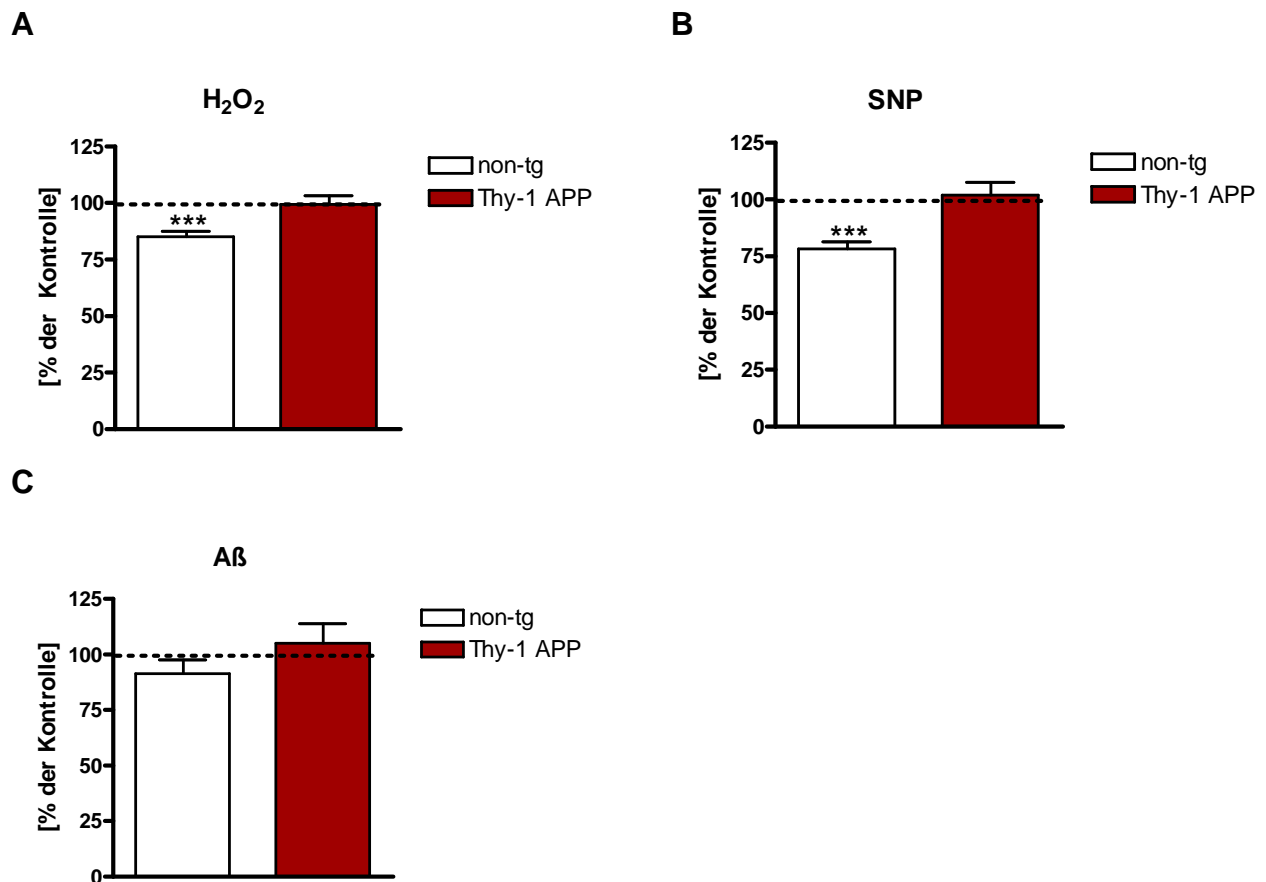 A
H₂O₂
[% der Kontrolle]
125
100
75
50
25
0
***
non-tg
Thy-1 APP
B
SNP
[% der Kontrolle]
125
100
75
50
25
0
***
non-tg
Thy-1 APP
C
Aß
[% der Kontrolle]
125
100
75
50
25
0
non-tg
Thy-1 APP